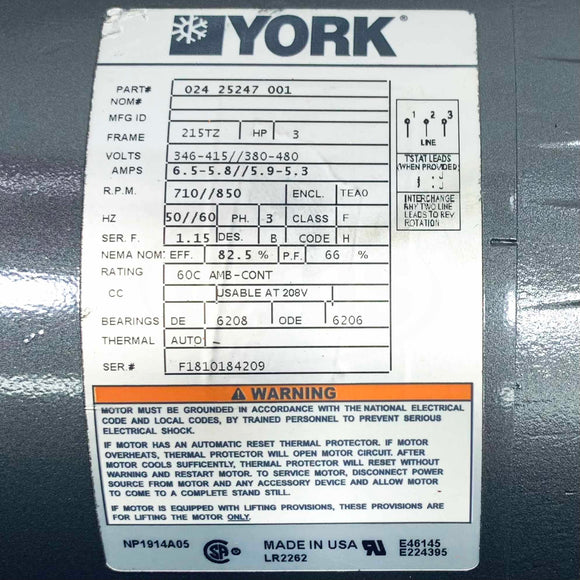 YORK®
PART# 024 25247 001
NOM#
MFG ID
FRAME 215TZ HP 3
VOLTS 346-415//380-480
AMPS 6.5-5.8//5.9-5.3
R.P.M. 710//850 ENCL. TEAO
HZ 50//60 PH. 3 CLASS F
SER. F. 1.15 DES. B CODE H
NEMA NOM. EFF. 82.5 % P.F. 66 %
RATING 60C AMB-CONT
CC USABLE AT 208V
BEARINGS DE 6208 ODE 6206
THERMAL AUTO –
SER.# F1810184209
1 2 3
LINE
TSTAT LEADS
(WHEN PROVIDED)
INTERCHANGE
ANY TWO LINE
LEADS TO REV
ROTATION
WARNING
MOTOR MUST BE GROUNDED IN ACCORDANCE WITH THE NATIONAL ELECTRICAL
CODE AND LOCAL CODES, BY TRAINED PERSONNEL TO PREVENT SERIOUS
ELECTRICAL SHOCK.
IF MOTOR HAS AN AUTOMATIC RESET THERMAL PROTECTOR. IF MOTOR
OVERHEATS, THERMAL PROTECTOR WILL OPEN MOTOR CIRCUIT. AFTER
MOTOR COOLS SUFFICENTLY, THERMAL PROTECTOR WILL RESET WITHOUT
WARNING AND RESTART MOTOR. TO SERVICE MOTOR, DISCONNECT POWER
SOURCE FROM MOTOR AND ANY ACCESSORY DEVICE AND ALLOW MOTOR
TO COME TO A COMPLETE STAND STILL.
IF MOTOR IS EQUIPPED WITH LIFTING PROVISIONS, THESE PROVISIONS ARE
FOR LIFTING THE MOTOR ONLY.
NP1914A05 SA® MADE IN USA UR E46145
LR2262 E224395